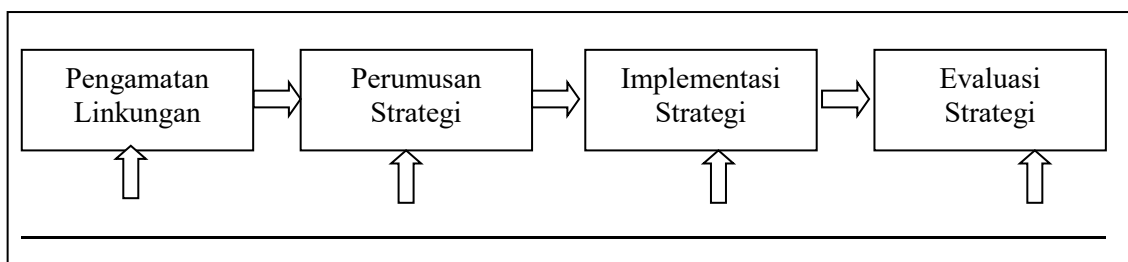 Pengamatan
Linkungan
Perumusan
Strategi
Implementasi
Strategi
Evaluasi
Strategi